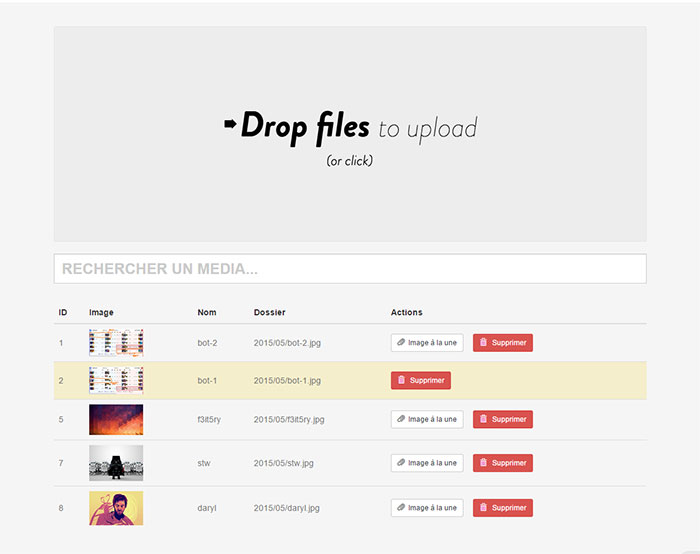 Drop files to upload
(or click)
RECHERCHER UN MEDIA...
ID Image Nom Dossier Actions
1 bot-2 2015/05/bot-2.jpg Image à la une Supprimer
2 bot-1 2015/05/bot-1.jpg Supprimer
5 f3it5ry 2015/05/f3it5ry.jpg Image à la une Supprimer
7 stw 2015/05/stw.jpg Image à la une Supprimer
8 daryl 2015/05/daryl.jpg Image à la une Supprimer